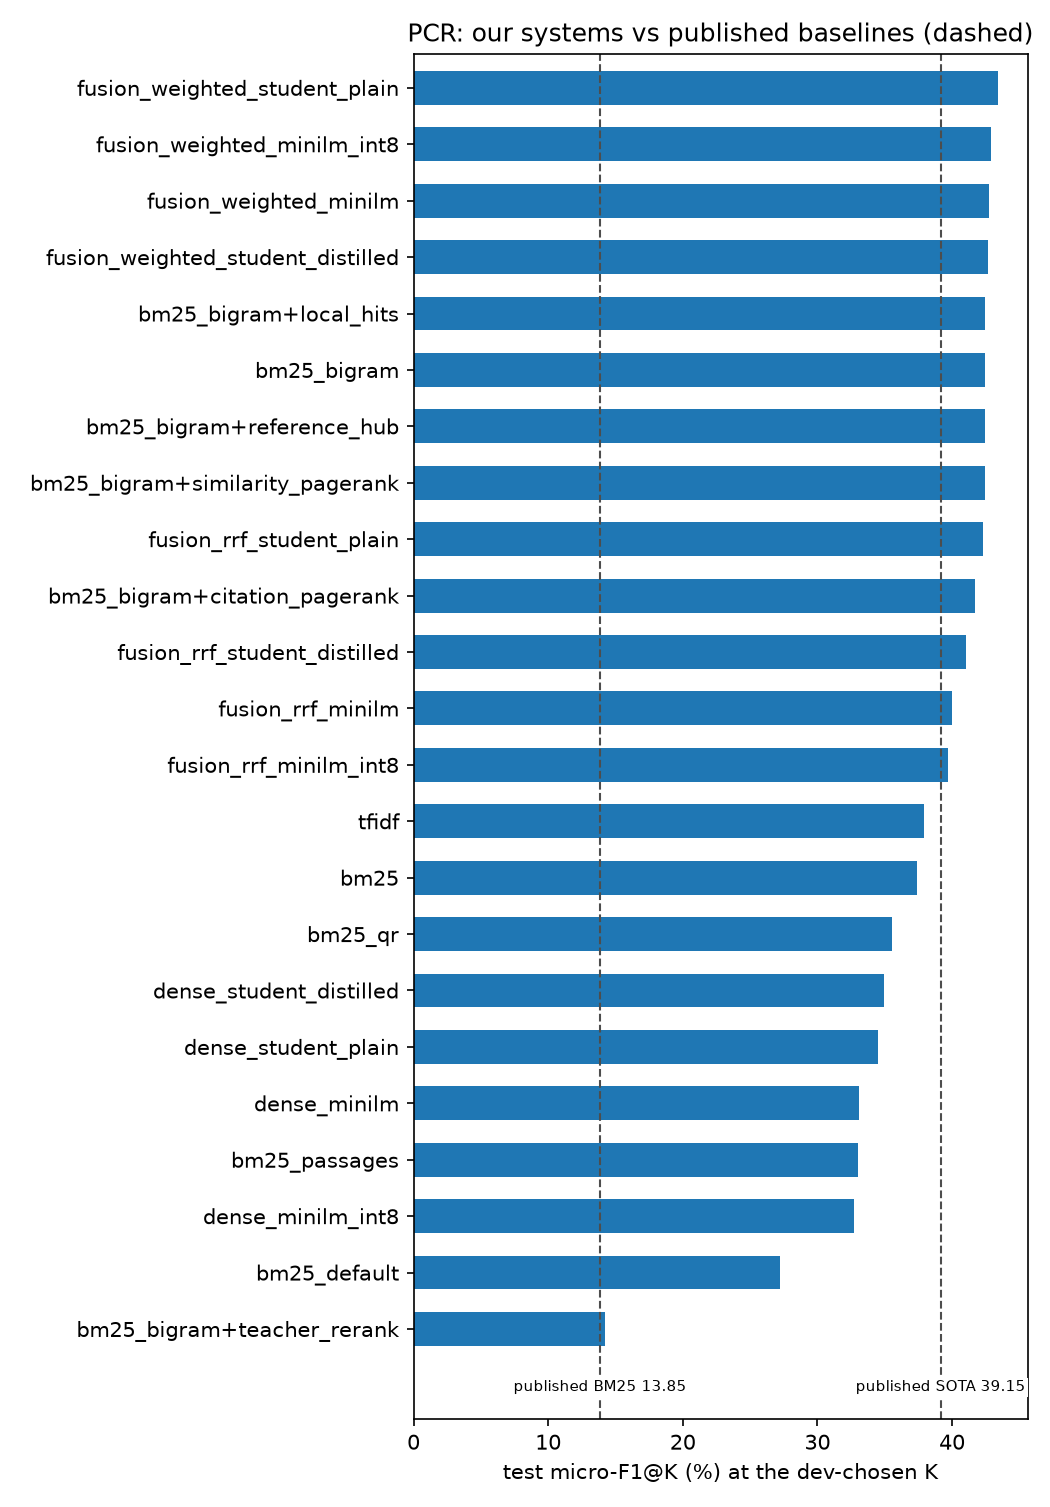 PCR: our systems vs published baselines (dashed)
fusion_weighted_student_plain
fusion_weighted_minilm_int8
fusion_weighted_minilm
fusion_weighted_student_distilled
bm25_bigram+local_hits
bm25_bigram
bm25_bigram+reference_hub
bm25_bigram+similarity_pagerank
fusion_rrf_student_plain
bm25_bigram+citation_pagerank
fusion_rrf_student_distilled
fusion_rrf_minilm
fusion_rrf_minilm_int8
tfidf
bm25
bm25_qr
dense_student_distilled
dense_student_plain
dense_minilm
bm25_passages
dense_minilm_int8
bm25_default
bm25_bigram+teacher_rerank
published BM25 13.85 published SOTA 39.15
0 10 20 30 40
test micro-F1@K (%) at the dev-chosen K